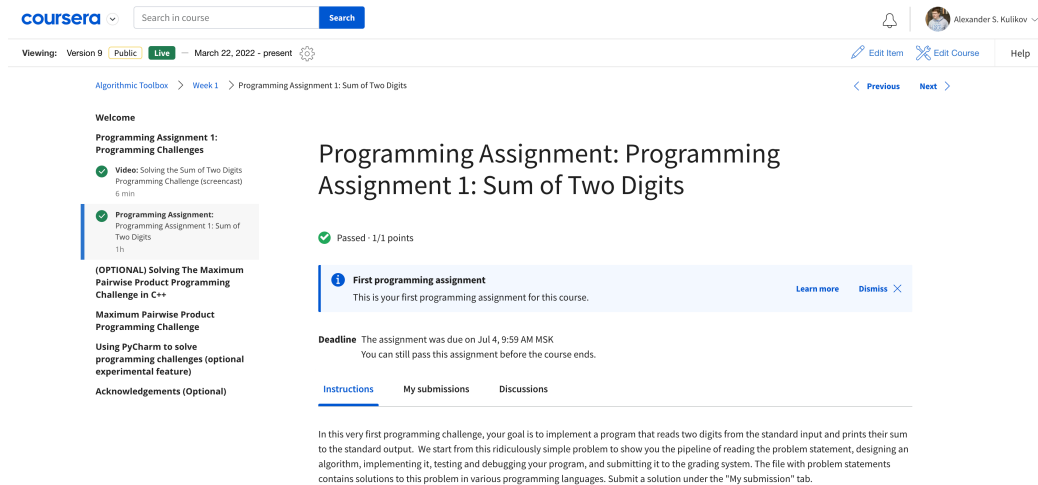 coursera
Search in course
Search
Alexander S. Kulikov
Viewing: Version 9 Public Live — March 22, 2022 - present
Edit Item
Edit Course
Help
Algorithmic Toolbox > Week 1 > Programming Assignment 1: Sum of Two Digits
< Previous
Next >
Welcome
Programming Assignment 1:
Programming Challenges
Video: Solving the Sum of Two Digits
Programming Challenge (screencast)
6 min
Programming Assignment:
Programming Assignment 1: Sum of
Two Digits
1h
(OPTIONAL) Solving The Maximum
Pairwise Product Programming
Challenge in C++
Maximum Pairwise Product
Programming Challenge
Using PyCharm to solve
programming challenges (optional
experimental feature)
Acknowledgements (Optional)
Programming Assignment: Programming
Assignment 1: Sum of Two Digits
Passed · 1/1 points
First programming assignment
This is your first programming assignment for this course.
Learn more
Dismiss
Deadline The assignment was due on Jul 4, 9:59 AM MSK
You can still pass this assignment before the course ends.
Instructions
My submissions
Discussions
In this very first programming challenge, your goal is to implement a program that reads two digits from the standard input and prints their sum
to the standard output. We start from this ridiculously simple problem to show you the pipeline of reading the problem statement, designing an
algorithm, implementing it, testing and debugging your program, and submitting it to the grading system. The file with problem statements
contains solutions to this problem in various programming languages. Submit a solution under the "My submission" tab.